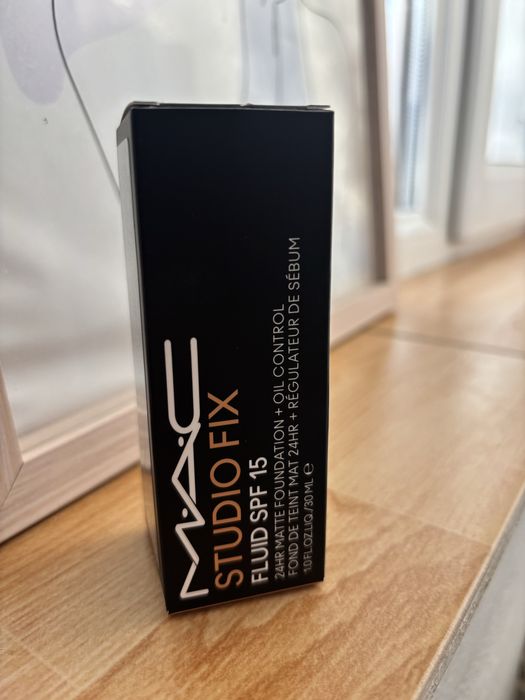 M·A·C
STUDIO FIX
FLUID SPF 15
24HR MATTE FOUNDATION + OIL CONTROL
FOND DE TEINT MAT 24HR + RÉGULATEUR DE SÉBUM
1.0 FL.OZ.LIQ./30 ML ℮